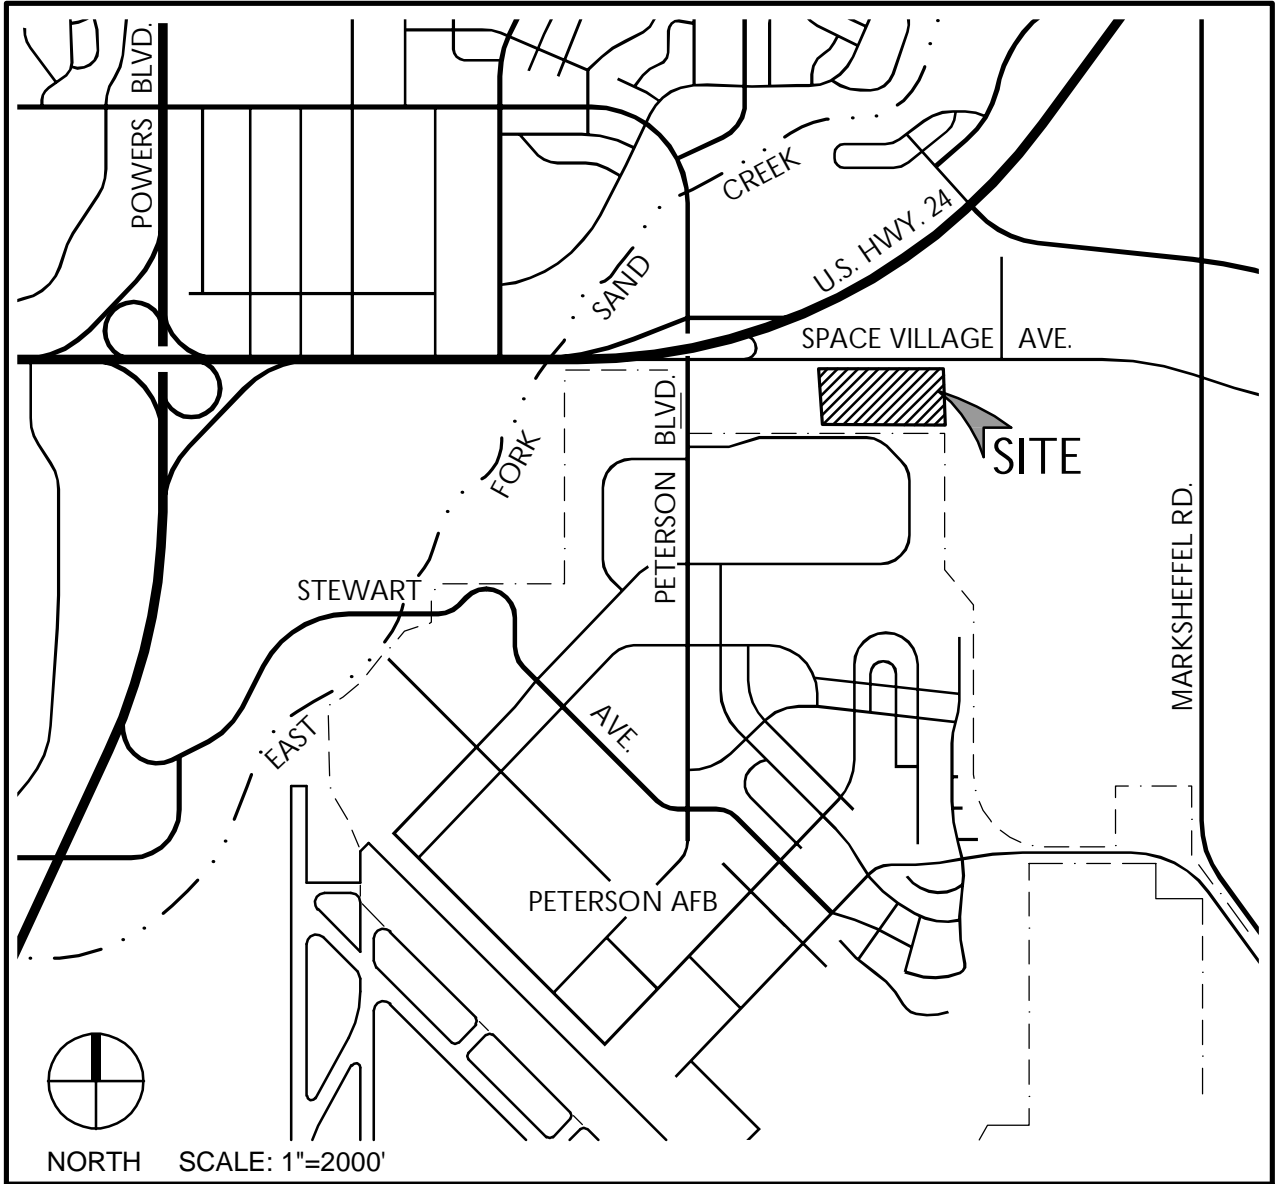 POWERS BLVD.
CREEK
SAND
U.S. HWY. 24
SPACE VILLAGE AVE.
FORK
PETERSON BLVD.
SITE
MARKSHEFFEL RD.
STEWART
AVE.
EAST
PETERSON AFB
NORTH SCALE: 1"=2000'